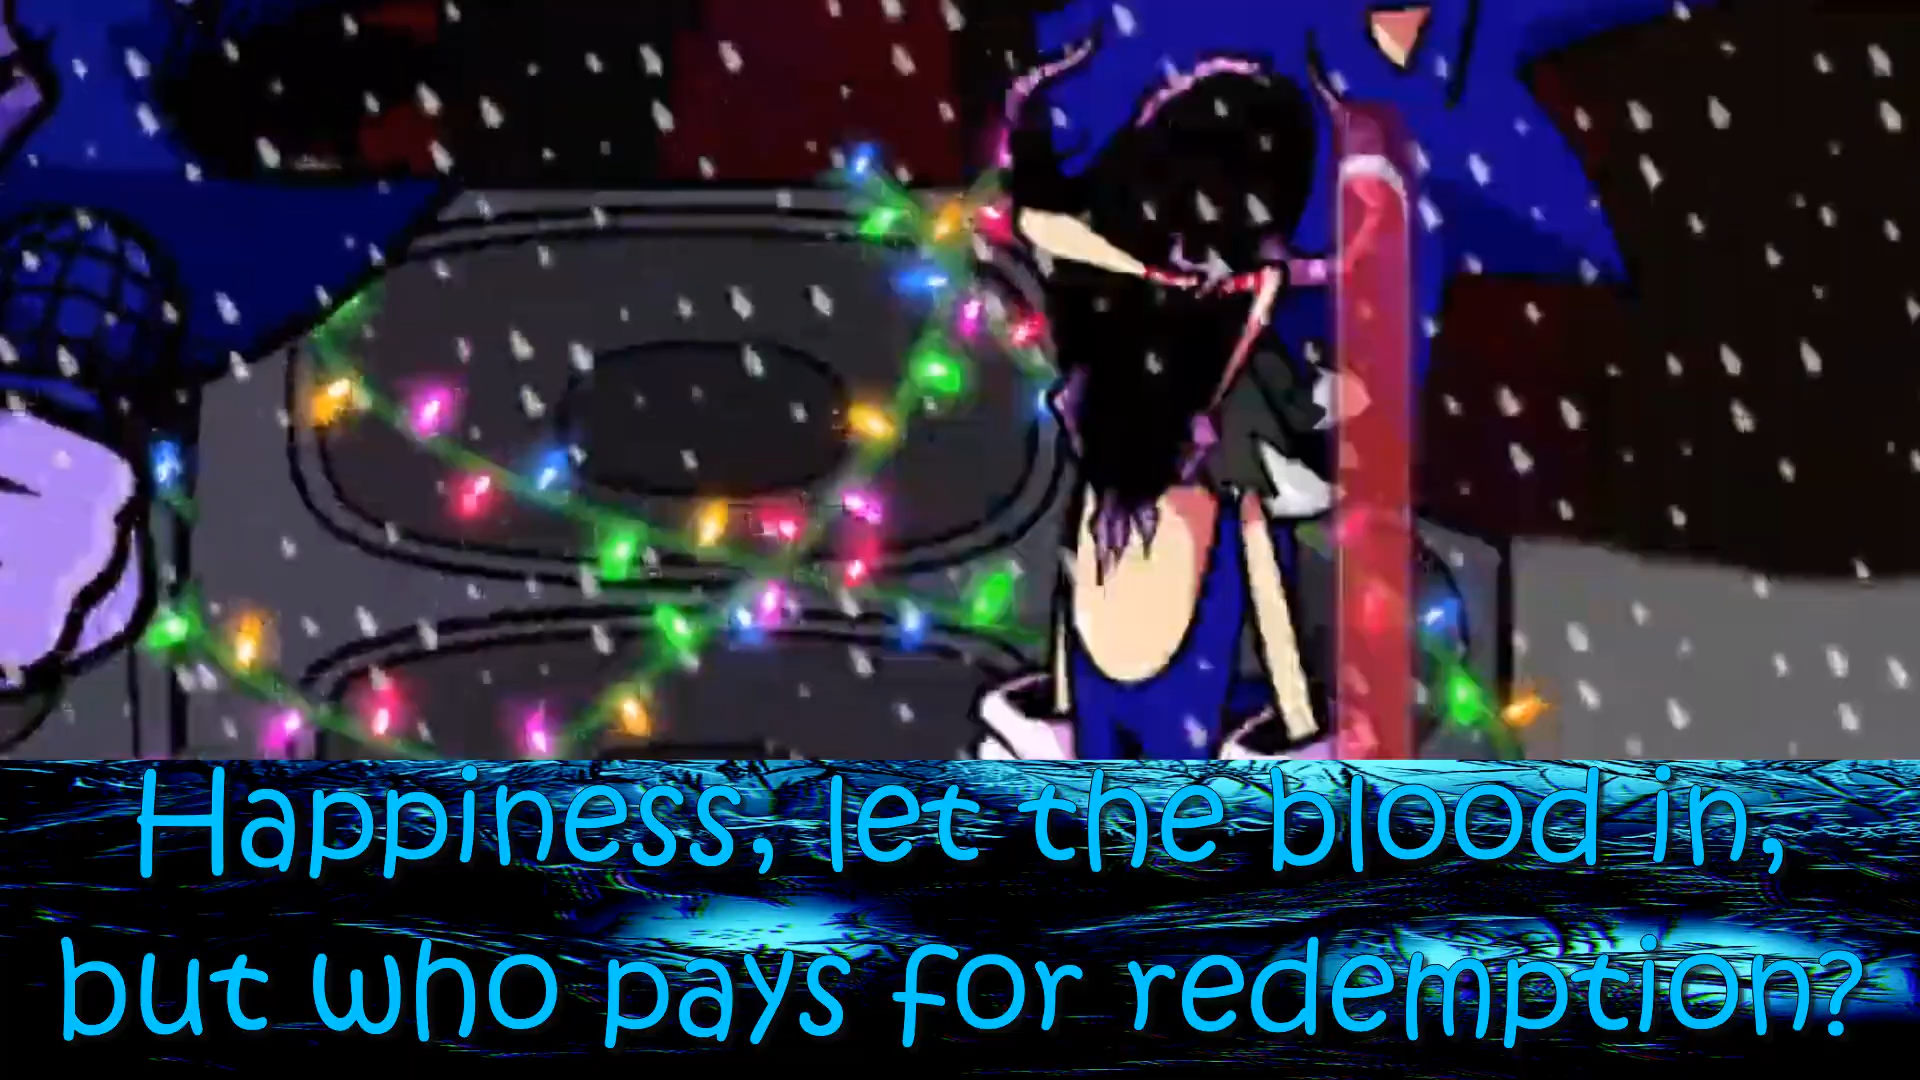 Happiness, let the blood in,
but who pays for redemption?